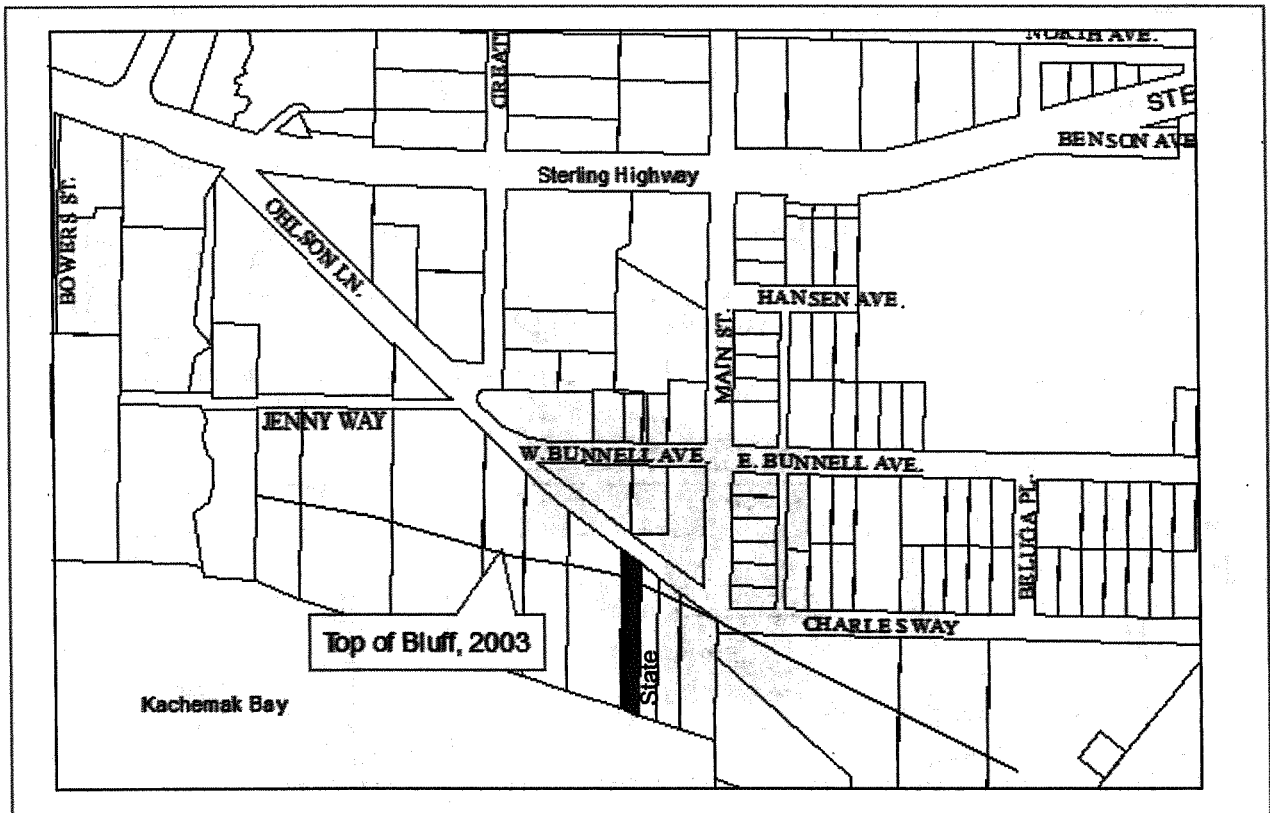 NORTH AVE.
GREATT
STE
BENSON AVE
Sterling Highway
BOWERS ST.
OHLSON LN.
HANSEN AVE.
MAIN ST.
JENNY WAY
W. BUNNELL AVE.
E. BUNNELL AVE.
BELUGA PL.
CHARLES WAY
Top of Bluff, 2003
State
Kachemak Bay